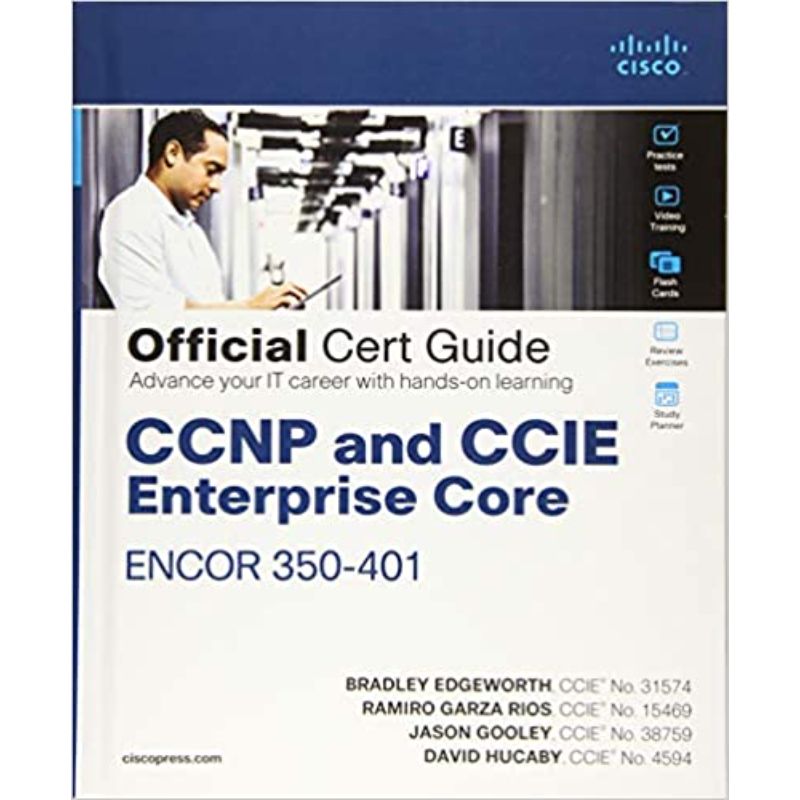 CISCO
Practice
tests
Video
Training
Flash
Cards
Review
Exercises
Study
Planner
Official Cert Guide
Advance your IT career with hands-on learning
CCNP and CCIE
Enterprise Core
ENCOR 350-401
BRADLEY EDGEWORTH, CCIE® No. 31574
RAMIRO GARZA RIOS, CCIE® No. 15469
JASON GOOLEY, CCIE® No. 38759
DAVID HUCABY, CCIE® No. 4594
ciscopress.com